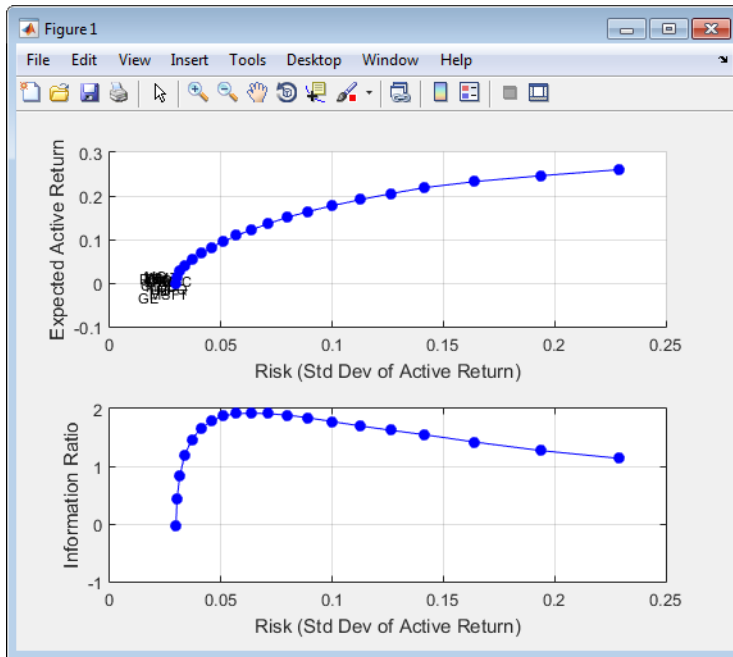 Figure 1
File Edit View Insert Tools Desktop Window Help
Expected Active Return
0.3
0.2
0.1
0
-0.1
GE
0 0.05 0.1 0.15 0.2 0.25
Risk (Std Dev of Active Return)
Information Ratio
2
1
0
-1
0 0.05 0.1 0.15 0.2 0.25
Risk (Std Dev of Active Return)